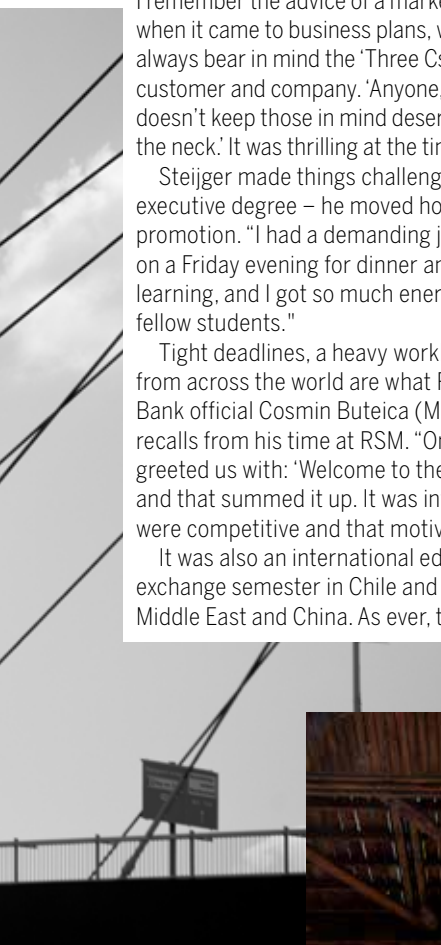 I remember the advice of a marke
when it came to business plans, w
always bear in mind the ‘Three Cs
customer and company. ‘Anyone,
doesn’t keep those in mind deser
the neck.’ It was thrilling at the tim
Steijger made things challeng
executive degree – he moved ho
promotion. “I had a demanding j
on a Friday evening for dinner an
learning, and I got so much ener
fellow students."
Tight deadlines, a heavy work
from across the world are what R
Bank official Cosmin Buteica (M
recalls from his time at RSM. “On
greeted us with: ‘Welcome to the
and that summed it up. It was in
were competitive and that motiv
It was also an international ed
exchange semester in Chile and
Middle East and China. As ever, t